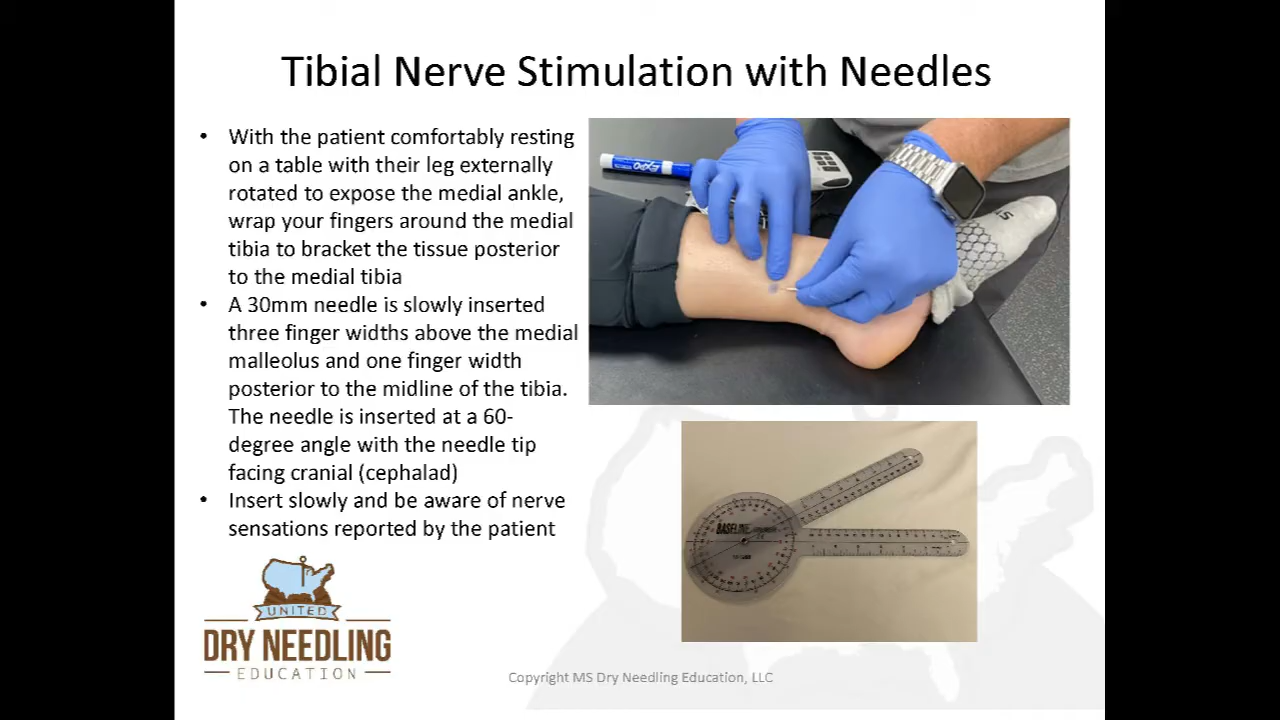 Tibial Nerve Stimulation with Needles
• With the patient comfortably resting
on a table with their leg externally
rotated to expose the medial ankle,
wrap your fingers around the medial
tibia to bracket the tissue posterior
to the medial tibia
• A 30mm needle is slowly inserted
three finger widths above the medial
malleolus and one finger width
posterior to the midline of the tibia.
The needle is inserted at a 60-
degree angle with the needle tip
facing cranial (cephalad)
• Insert slowly and be aware of nerve
sensations reported by the patient
EXPO
BASELINE
UNITED
DRY NEEDLING
EDUCATION
Copyright MS Dry Needling Education, LLC